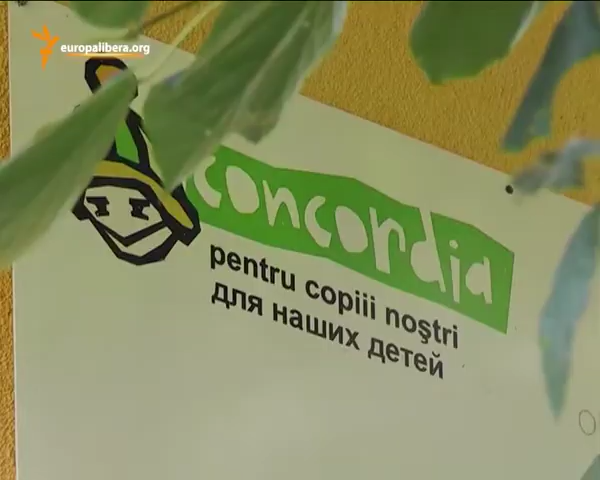 europalibera.org
concordia
pentru copiii noştri
для наших детей